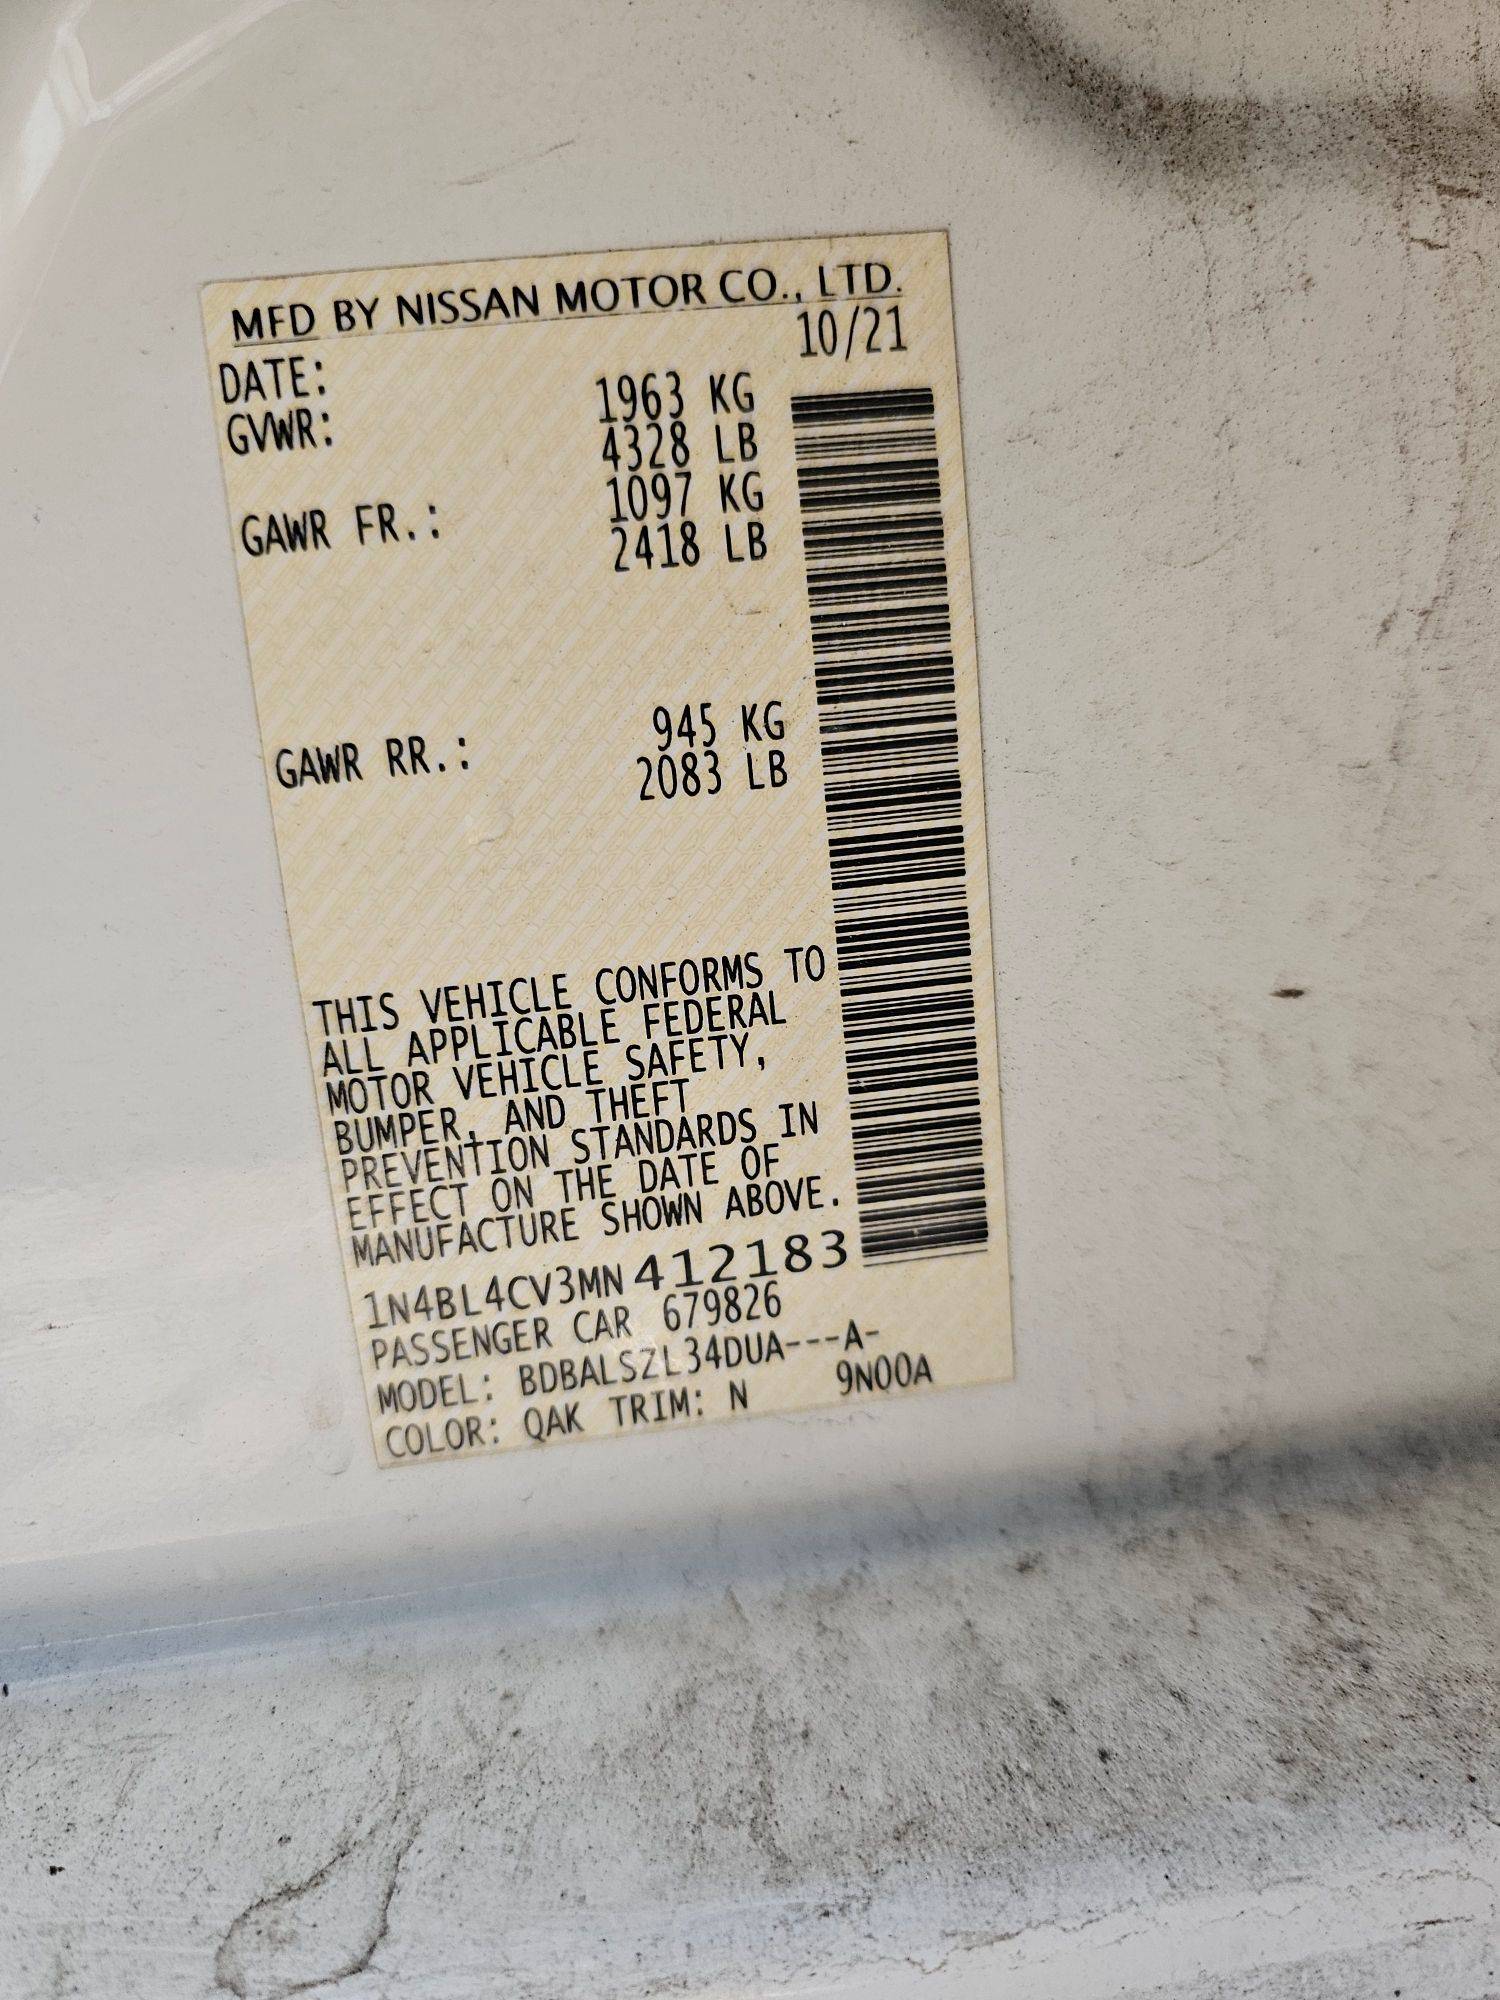 MFD BY NISSAN MOTOR CO., LTD.
DATE: 10/21
GVWR: 1963 KG
4328 LB
GAWR FR.: 1097 KG
2418 LB
GAWR RR.: 945 KG
2083 LB
THIS VEHICLE CONFORMS TO
ALL APPLICABLE FEDERAL
MOTOR VEHICLE SAFETY,
BUMPER, AND THEFT
PREVENTION STANDARDS IN
EFFECT ON THE DATE OF
MANUFACTURE SHOWN ABOVE.
1N4BL4CV3MN412183
PASSENGER CAR 679826
MODEL: BDBALSZL34DUA---A-
COLOR: QAK TRIM: N 9N00A